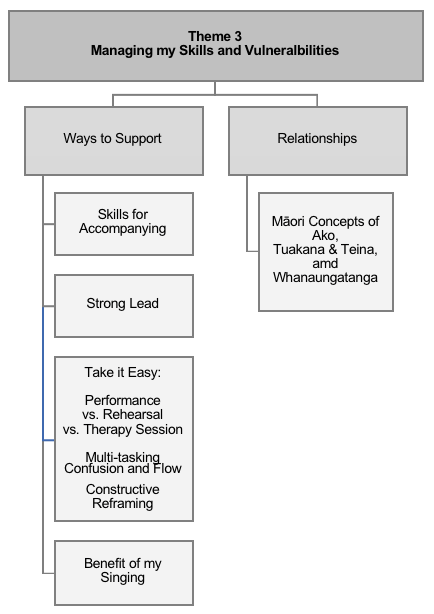 Theme 3
Managing my Skills and Vulneralbilities
Ways to Support
Relationships
Skills for
Accompanying
Strong Lead
Take it Easy:
Performance
vs. Rehearsal
vs. Therapy Session
Multi-tasking
Confusion and Flow
Constructive
Reframing
Benefit of my
Singing
Māori Concepts of
Ako,
Tuakana & Teina,
amd
Whanaungatanga